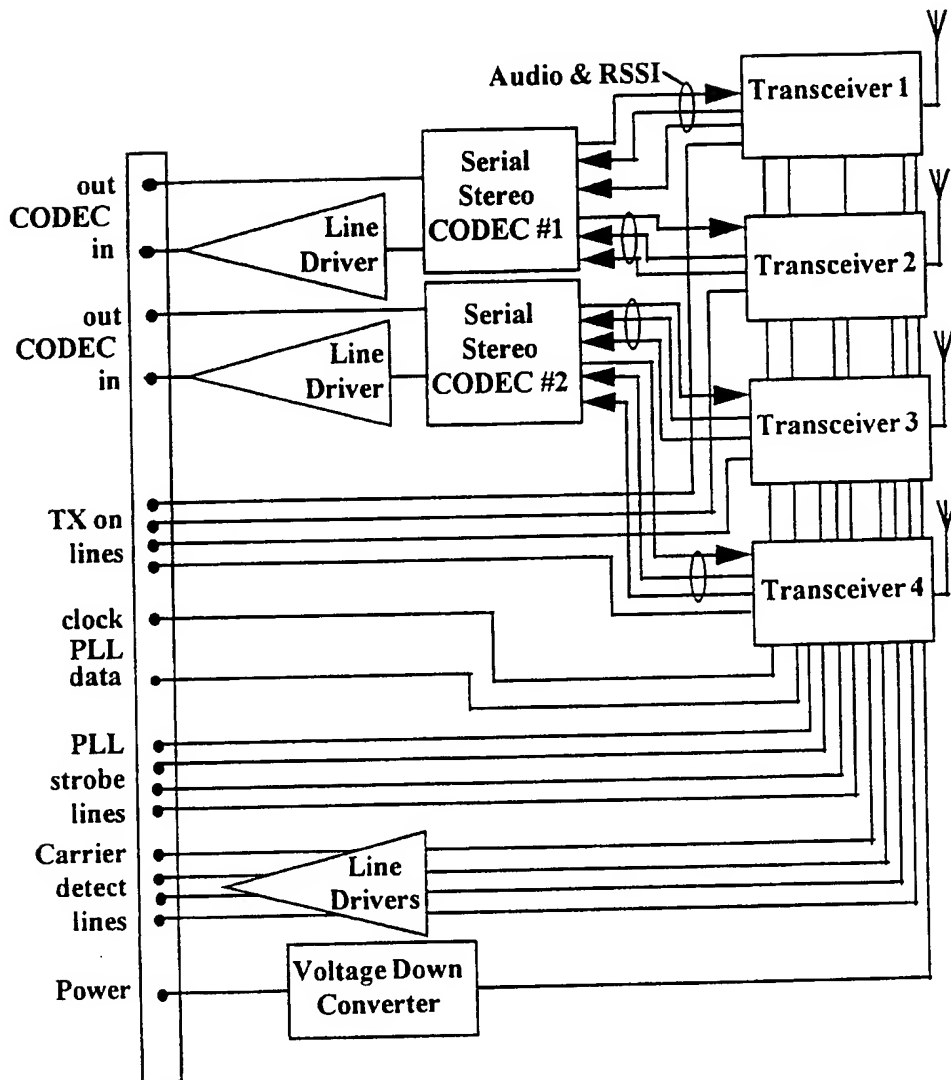 Audio & RSSI
Transceiver 1
out
CODEC
in
Serial
Stereo
CODEC #1
Line
Driver
Transceiver 2
out
CODEC
in
Serial
Stereo
CODEC #2
Line
Driver
Transceiver 3
TX on
lines
Transceiver 4
clock
PLL
data
PLL
strobe
lines
Carrier
detect
lines
Line
Drivers
Power
Voltage Down
Converter